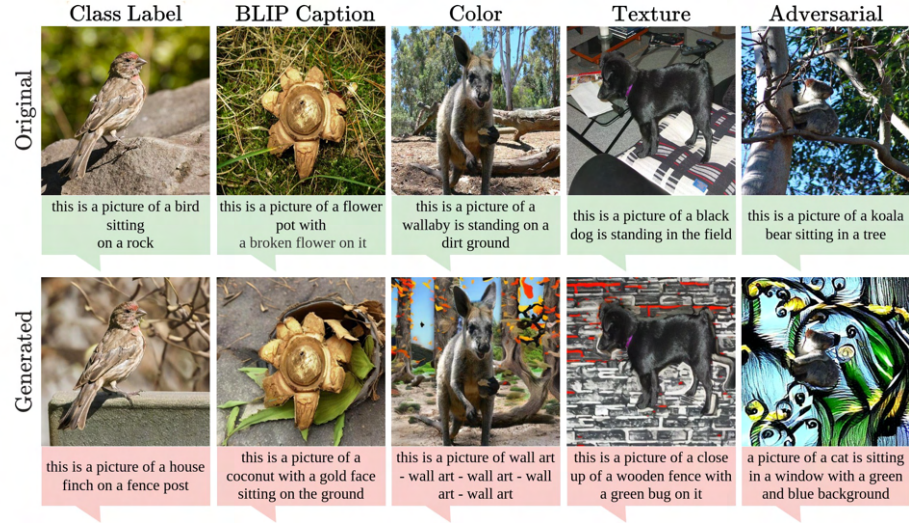 Class Label
BLIP Caption
Color
Texture
Adversarial
Original
this is a picture of a bird
sitting
on a rock
this is a picture of a flower
pot with
a broken flower on it
this is a picture of a
wallaby is standing on a
dirt ground
this is a picture of a black
dog is standing in the field
this is a picture of a koala
bear sitting in a tree
Generated
this is a picture of a house
finch on a fence post
this is a picture of a
coconut with a gold face
sitting on the ground
this is a picture of wall art
- wall art - wall art - wall
art - wall art
this is a picture of a close
up of a wooden fence with
a green bug on it
a picture of a cat is sitting
in a window with a green
and blue background